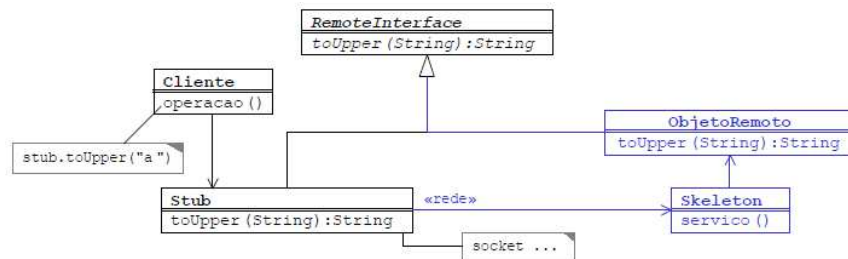 RemoteInterface
toUpper(String):String
Cliente
operacao()
stub.toUpper("a")
ObjetoRemoto
toUpper(String):String
Stub
toUpper(String):String
«rede»
Skeleton
servico()
socket ...